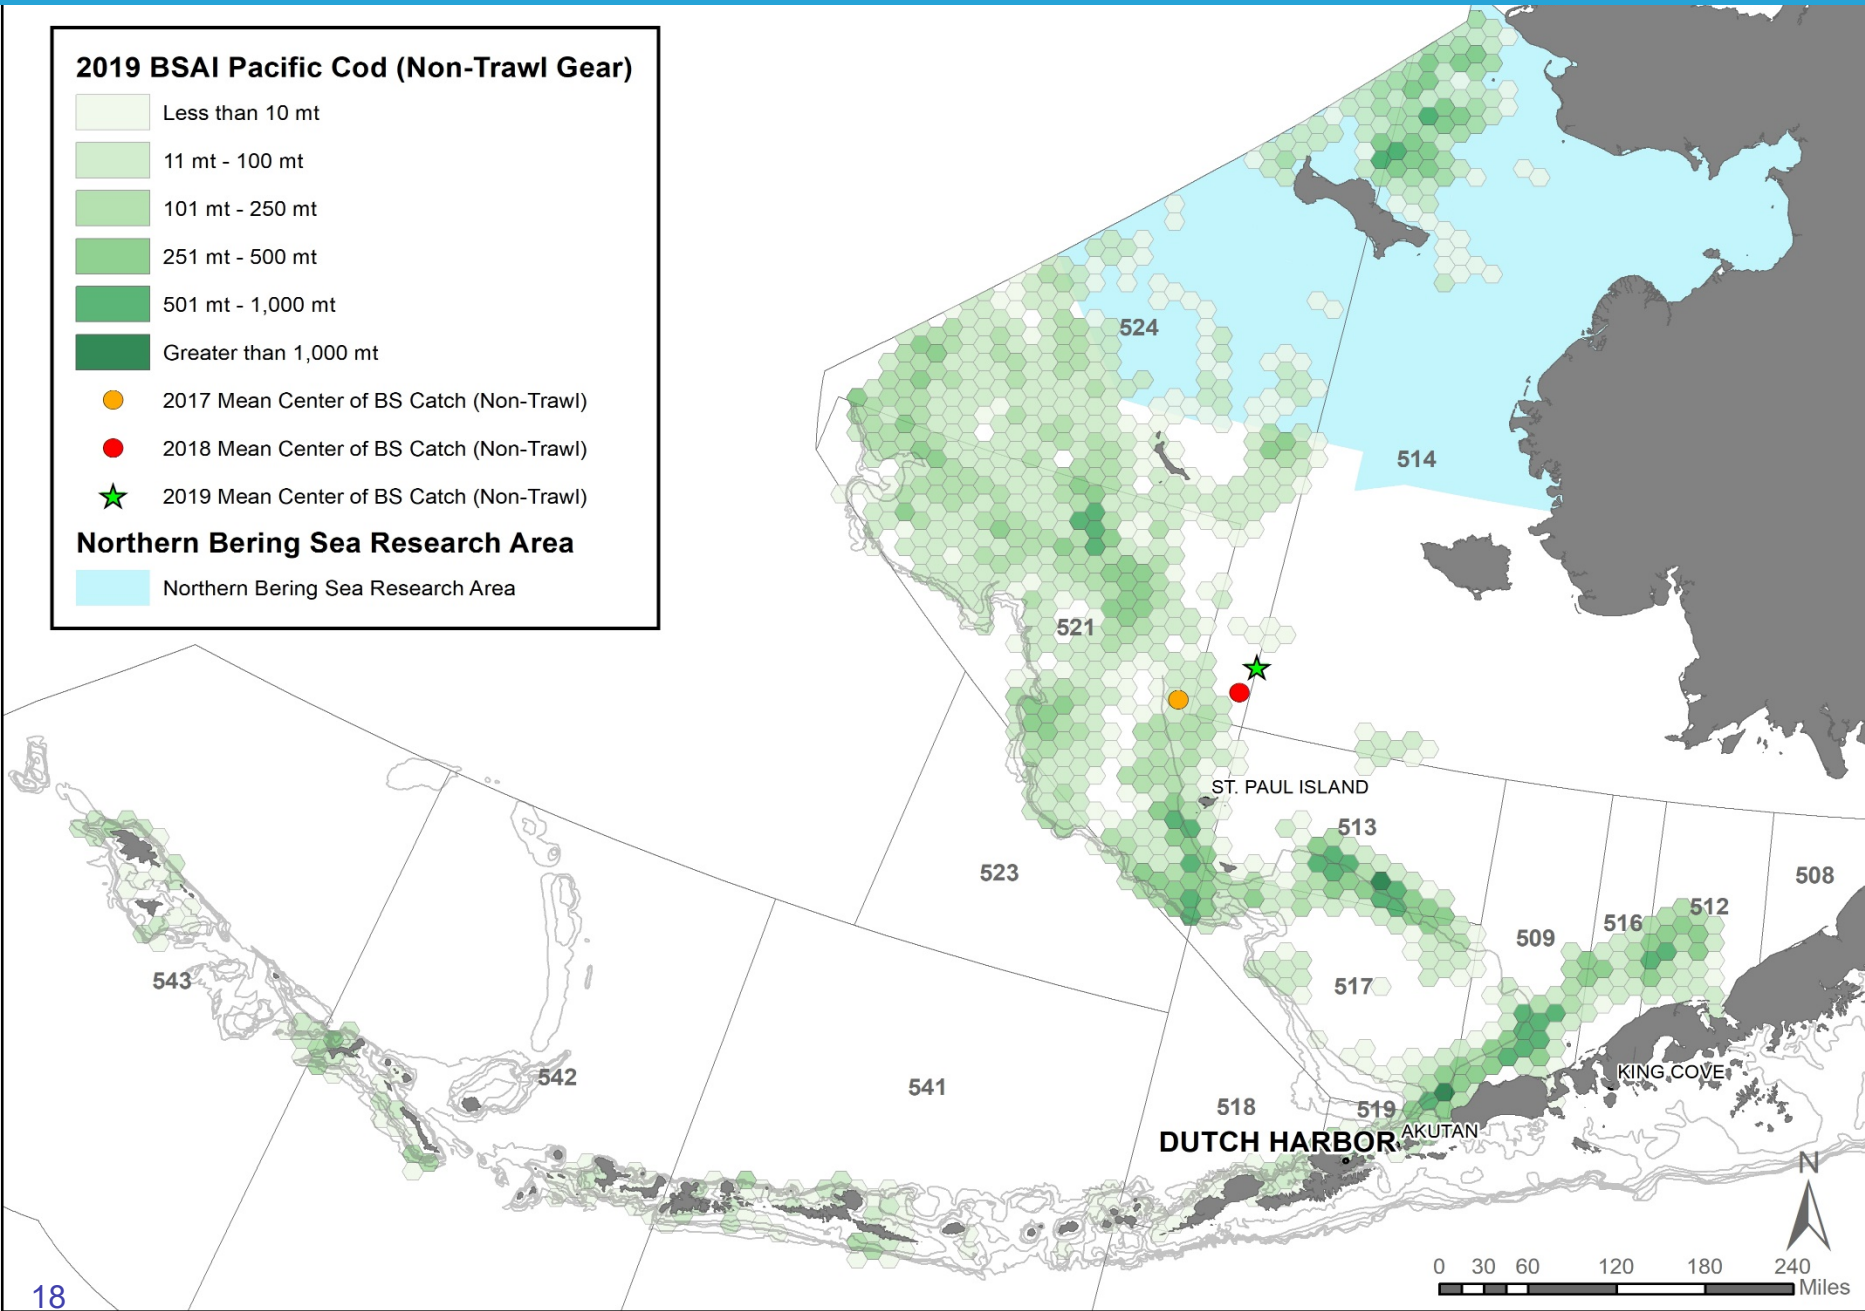 2019 BSAI Pacific Cod (Non-Trawl Gear)
Less than 10 mt
11 mt - 100 mt
101 mt - 250 mt
251 mt - 500 mt
501 mt - 1,000 mt
Greater than 1,000 mt
2017 Mean Center of BS Catch (Non-Trawl)
2018 Mean Center of BS Catch (Non-Trawl)
2019 Mean Center of BS Catch (Non-Trawl)
Northern Bering Sea Research Area
Northern Bering Sea Research Area
524
514
521
ST. PAUL ISLAND
513
523
508
512
516
509
543
517
542
541
KING COVE
518
519
AKUTAN
DUTCH HARBOR
N
0 30 60 120 180 240
Miles
18